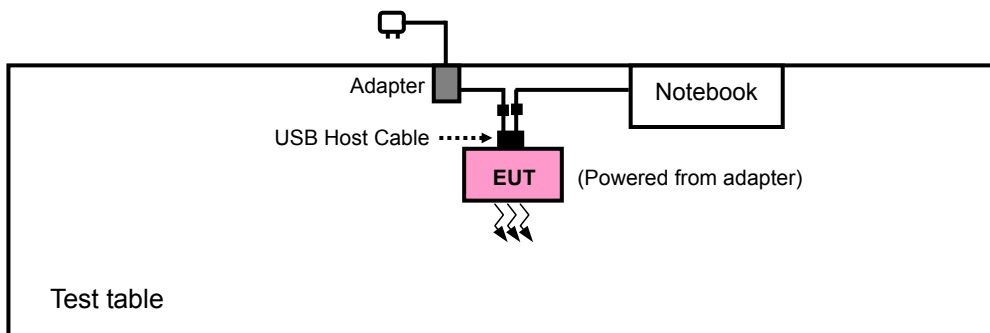 Adapter
Notebook
USB Host Cable
EUT
(Powered from adapter)
Test table